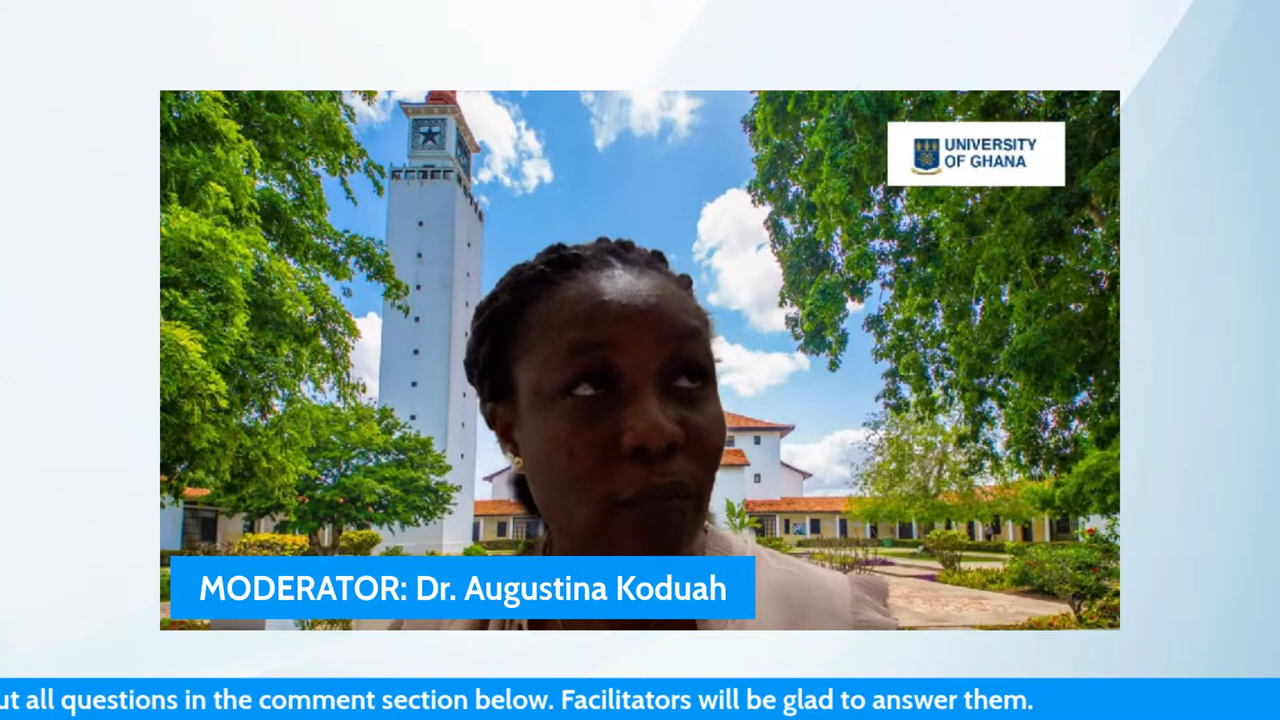 UNIVERSITY
OF GHANA
MODERATOR: Dr. Augustina Koduah
all questions in the comment section below. Facilitators will be glad to answer them.